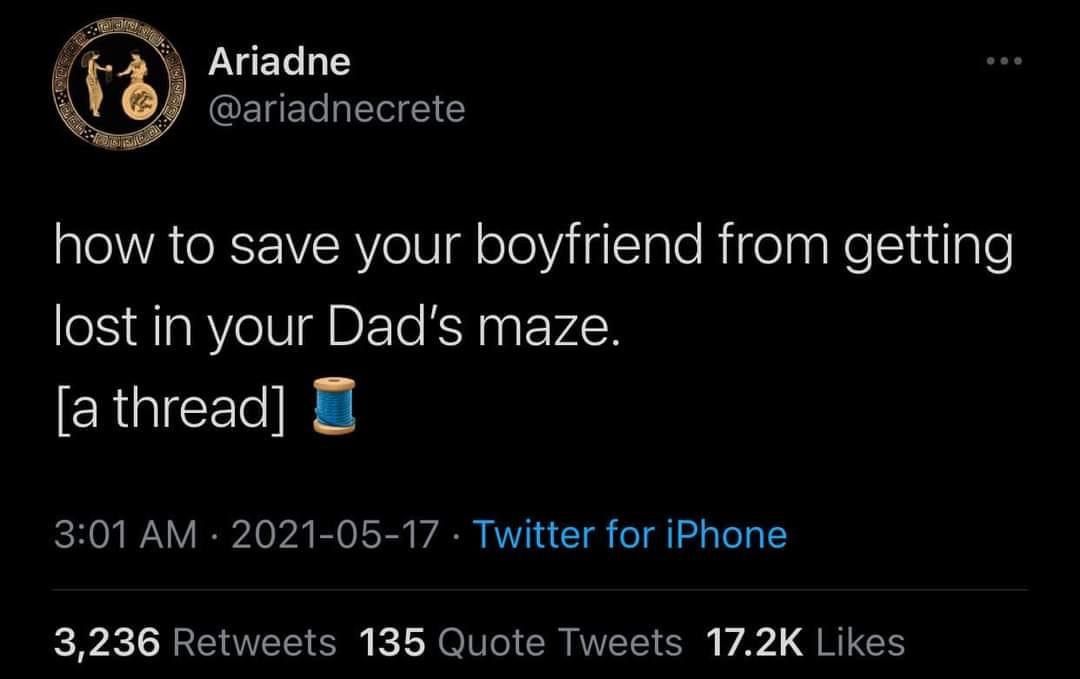 Ariadne
@ariadnecrete
how to save your boyfriend from getting
lost in your Dad's maze.
[a thread] 🧵
3:01 AM · 2021-05-17 · Twitter for iPhone
3,236 Retweets 135 Quote Tweets 17.2K Likes